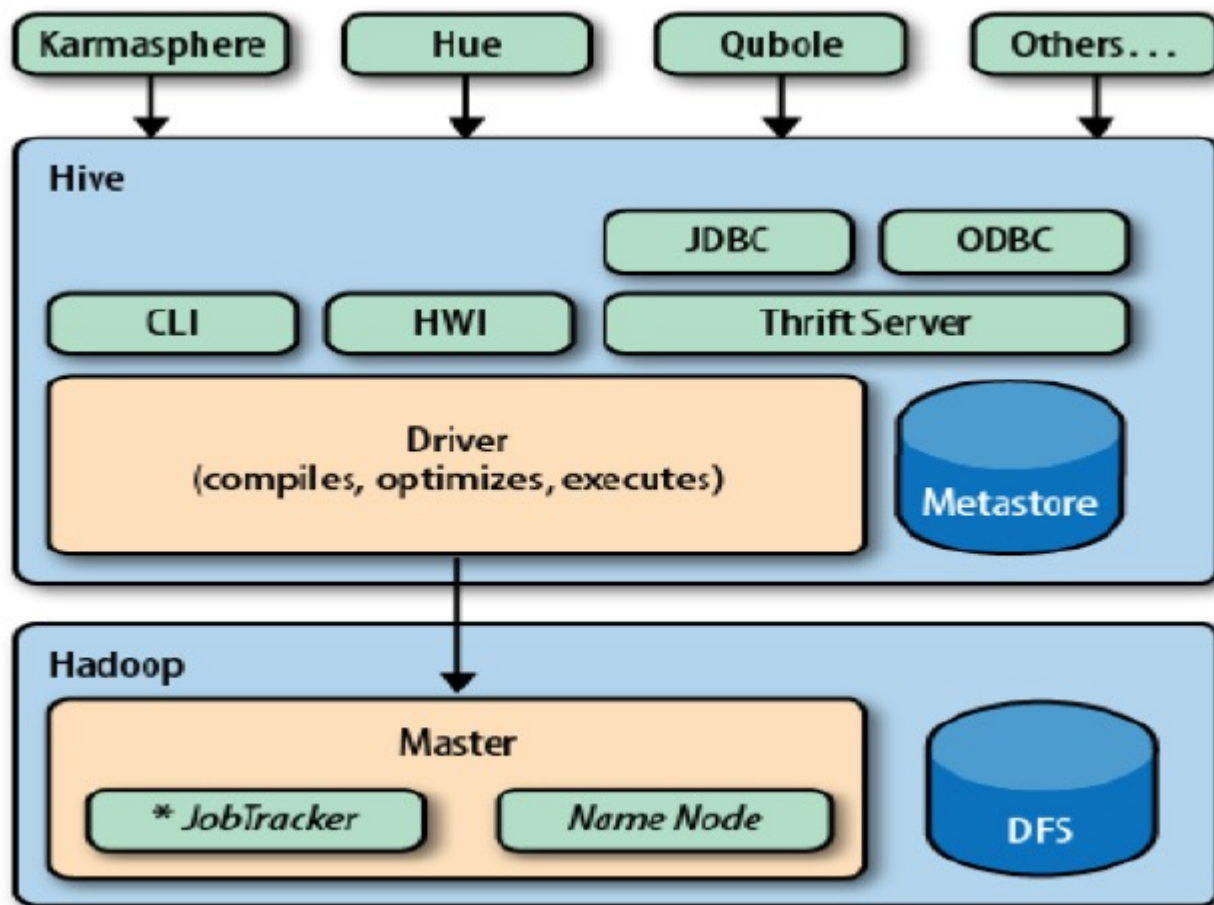 Karmasphere
Hue
Qubole
Others...
Hive
JDBC
ODBC
CLI
HWI
Thrift Server
Driver
(compiles, optimizes, executes)
Metastore
Hadoop
Master
* JobTracker
Name Node
DFS